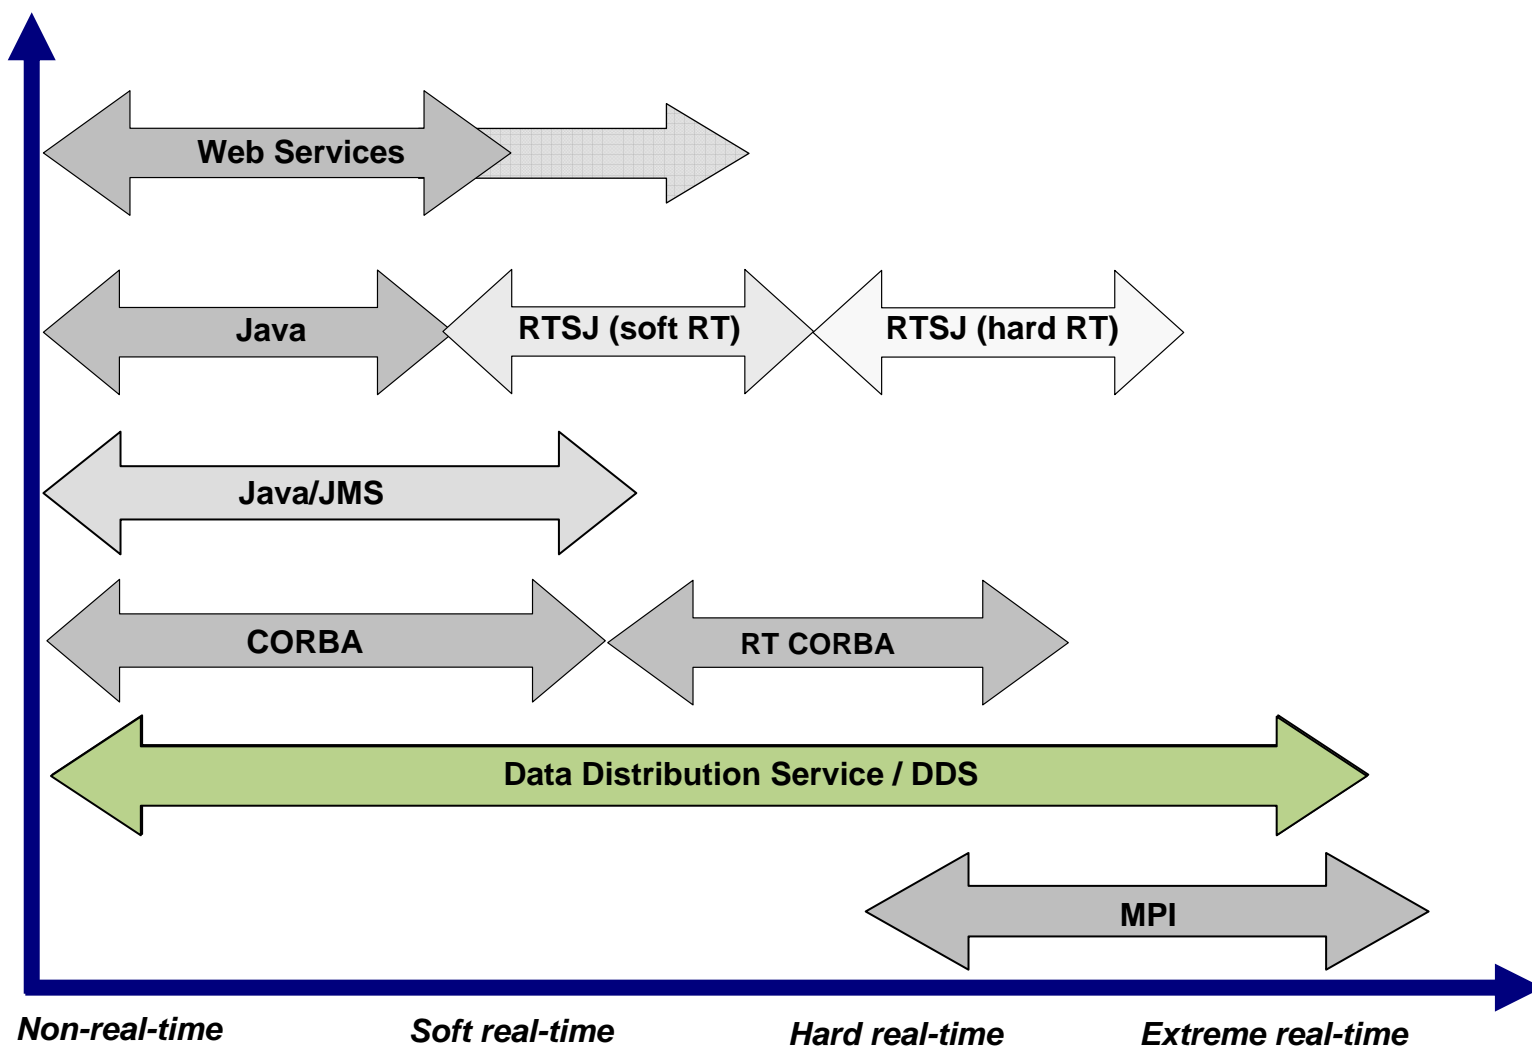 Web Services
Java
RTSJ (soft RT)
RTSJ (hard RT)
Java/JMS
CORBA
RT CORBA
Data Distribution Service / DDS
MPI
Non-real-time
Soft real-time
Hard real-time
Extreme real-time